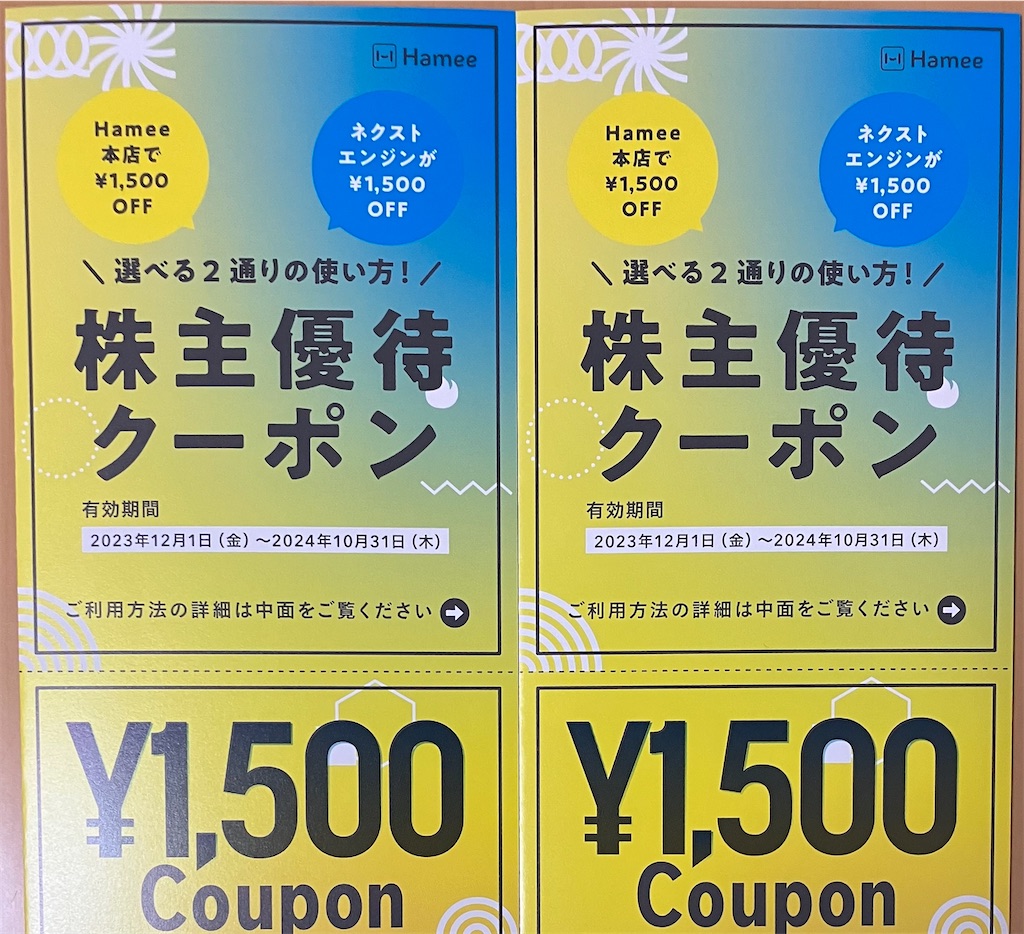 Hamee
Hamee
本店で
¥1,500
OFF
ネクスト
エンジンが
¥1,500
OFF
＼ 選べる2通りの使い方！ ／
株主優待
クーポン
有効期間
2023年12月1日（金）〜2024年10月31日（木）
ご利用方法の詳細は中面をご覧ください
¥1,500
Coupon
Hamee
Hamee
本店で
¥1,500
OFF
ネクスト
エンジンが
¥1,500
OFF
＼ 選べる2通りの使い方！ ／
株主優待
クーポン
有効期間
2023年12月1日（金）〜2024年10月31日（木）
ご利用方法の詳細は中面をご覧ください
¥1,500
Coupon